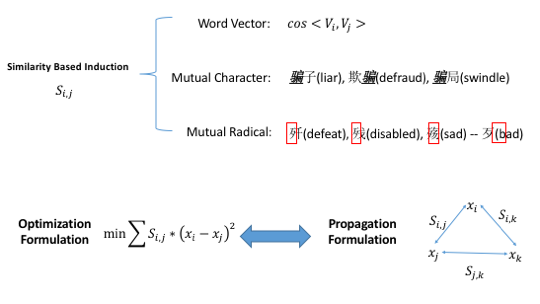 Word Vector: cos < V_i, V_j >
Similarity Based Induction
S_{i,j}
Mutual Character: 骗子(liar), 欺骗(defraud), 骗局(swindle)
Mutual Radical: 歼(defeat), 残(disabled), 殇(sad) -- 歹(bad)
Optimization Formulation
min ∑ S_{i,j} * (x_i − x_j)^2
Propagation Formulation
x_i
S_{i,j}
S_{i,k}
x_j
x_k
S_{j,k}